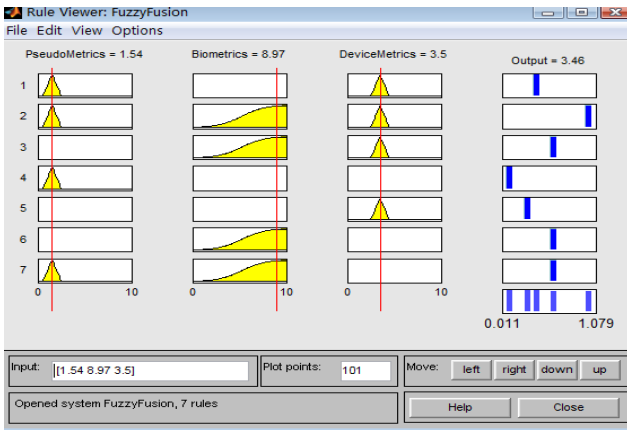 Rule Viewer: FuzzyFusion
File Edit View Options
PseudoMetrics = 1.54 Biometrics = 8.97 DeviceMetrics = 3.5 Output = 3.46
1
2
3
4
5
6
7
0 10 0 10 0 10
0.011 1.079
Input: [1.54 8.97 3.5] Plot points: 101 Move: left right down up
Opened system FuzzyFusion, 7 rules Help Close